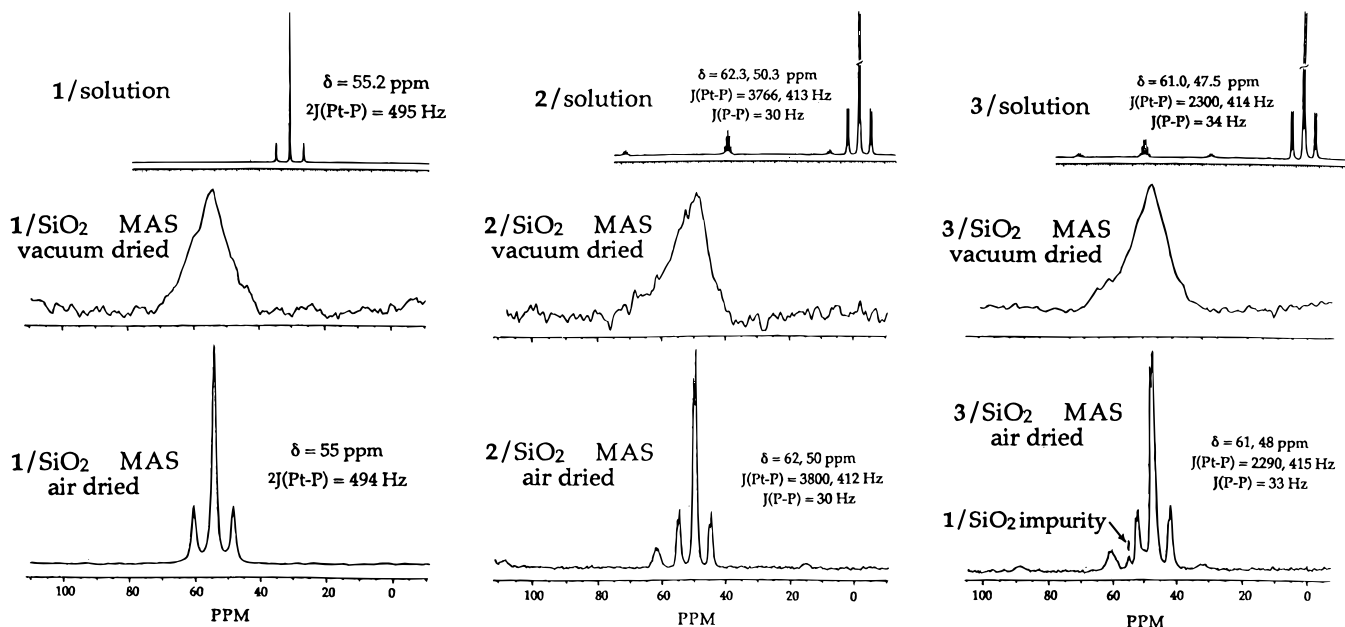 1/solution
δ = 55.2 ppm
²J(Pt-P) = 495 Hz
1/SiO₂ MAS
vacuum dried
1/SiO₂ MAS
air dried
δ = 55 ppm
²J(Pt-P) = 494 Hz
100 80 60 40 20 0
PPM
2/solution
δ = 62.3, 50.3 ppm
J(Pt-P) = 3766, 413 Hz
J(P-P) = 30 Hz
2/SiO₂ MAS
vacuum dried
2/SiO₂ MAS
air dried
δ = 62, 50 ppm
J(Pt-P) = 3800, 412 Hz
J(P-P) = 30 Hz
100 80 60 40 20 0
PPM
3/solution
δ = 61.0, 47.5 ppm
J(Pt-P) = 2300, 414 Hz
J(P-P) = 34 Hz
3/SiO₂ MAS
vacuum dried
3/SiO₂ MAS
air dried
δ = 61, 48 ppm
J(Pt-P) = 2290, 415 Hz
J(P-P) = 33 Hz
1/SiO₂ impurity
100 80 60 40 20 0
PPM